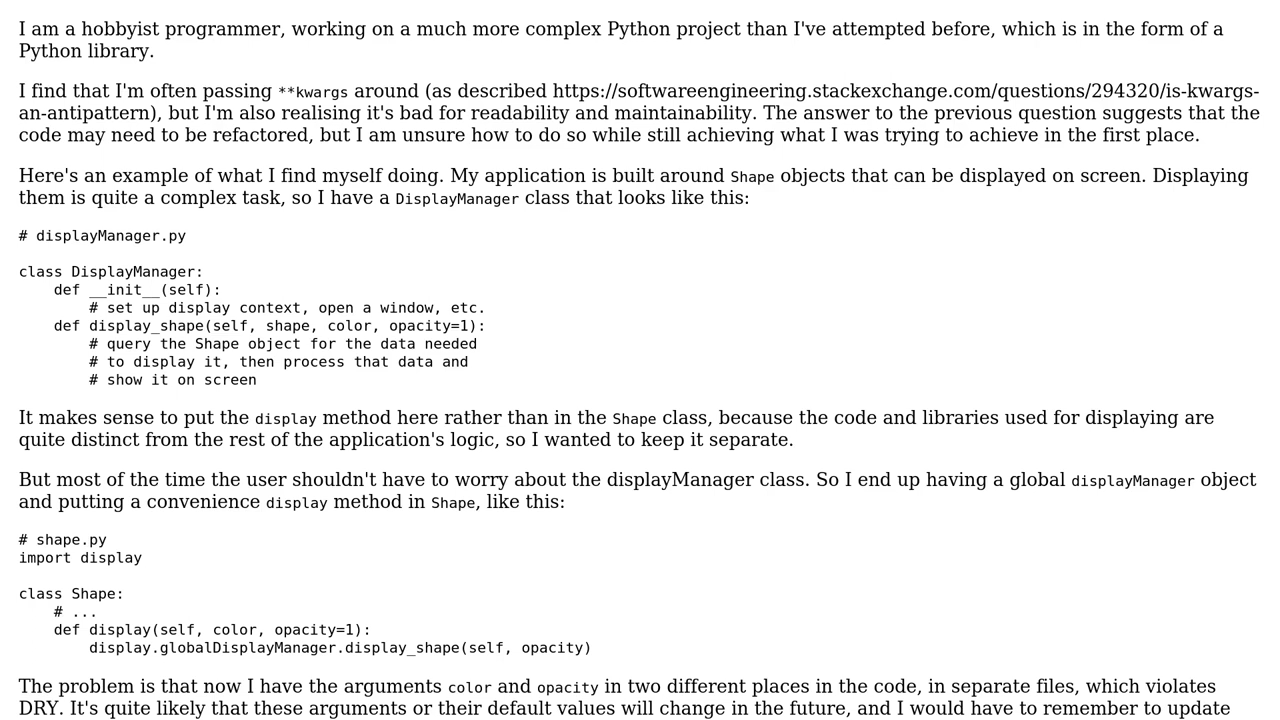 I am a hobbyist programmer, working on a much more complex Python project than I've attempted before, which is in the form of a
Python library.
I find that I'm often passing **kwargs around (as described https://softwareengineering.stackexchange.com/questions/294320/is-kwargs-
an-antipattern), but I'm also realising it's bad for readability and maintainability. The answer to the previous question suggests that the
code may need to be refactored, but I am unsure how to do so while still achieving what I was trying to achieve in the first place.
Here's an example of what I find myself doing. My application is built around Shape objects that can be displayed on screen. Displaying
them is quite a complex task, so I have a DisplayManager class that looks like this:
# displayManager.py
class DisplayManager:
    def __init__(self):
        # set up display context, open a window, etc.
    def display_shape(self, shape, color, opacity=1):
        # query the Shape object for the data needed
        # to display it, then process that data and
        # show it on screen
It makes sense to put the display method here rather than in the Shape class, because the code and libraries used for displaying are
quite distinct from the rest of the application's logic, so I wanted to keep it separate.
But most of the time the user shouldn't have to worry about the displayManager class. So I end up having a global displayManager object
and putting a convenience display method in Shape, like this:
# shape.py
import display
class Shape:
    # ...
    def display(self, color, opacity=1):
        display.globalDisplayManager.display_shape(self, opacity)
The problem is that now I have the arguments color and opacity in two different places in the code, in separate files, which violates
DRY. It's quite likely that these arguments or their default values will change in the future, and I would have to remember to update